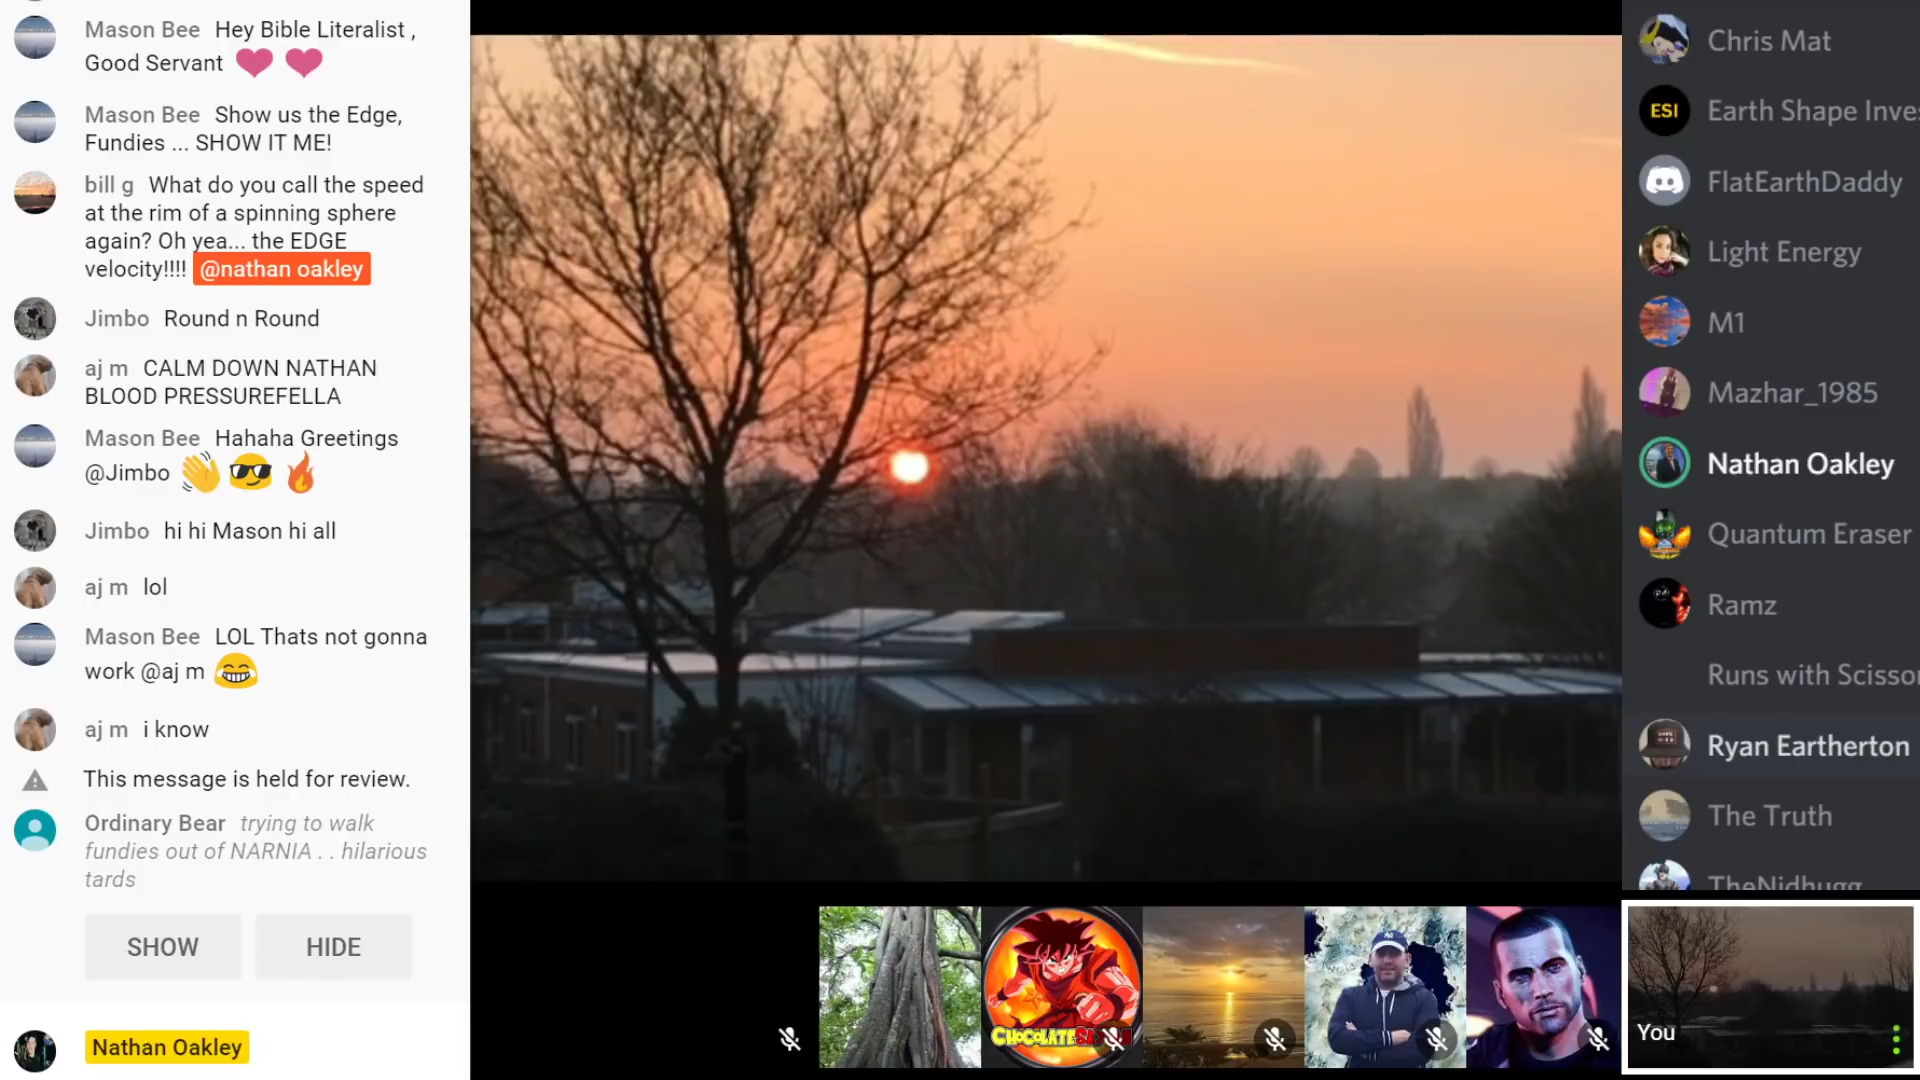 Mason Bee Hey Bible Literalist ,
Good Servant
Mason Bee Show us the Edge,
Fundies ... SHOW IT ME!
bill g What do you call the speed
at the rim of a spinning sphere
again? Oh yea... the EDGE
velocity!!!! @nathan oakley
Jimbo Round n Round
aj m CALM DOWN NATHAN
BLOOD PRESSUREFELLA
Mason Bee Hahaha Greetings
@Jimbo
Jimbo hi hi Mason hi all
aj m lol
Mason Bee LOL Thats not gonna
work @aj m
aj m i know
This message is held for review.
Ordinary Bear trying to walk
fundies out of NARNIA . . hilarious
tards
SHOW HIDE
Nathan Oakley
Chris Mat
ESI
Earth Shape Inves
FlatEarthDaddy
Light Energy
M1
Mazhar_1985
Nathan Oakley
Quantum Eraser
Ramz
Runs with Scissor
Ryan Eartherton
The Truth
TheNidhugg
You